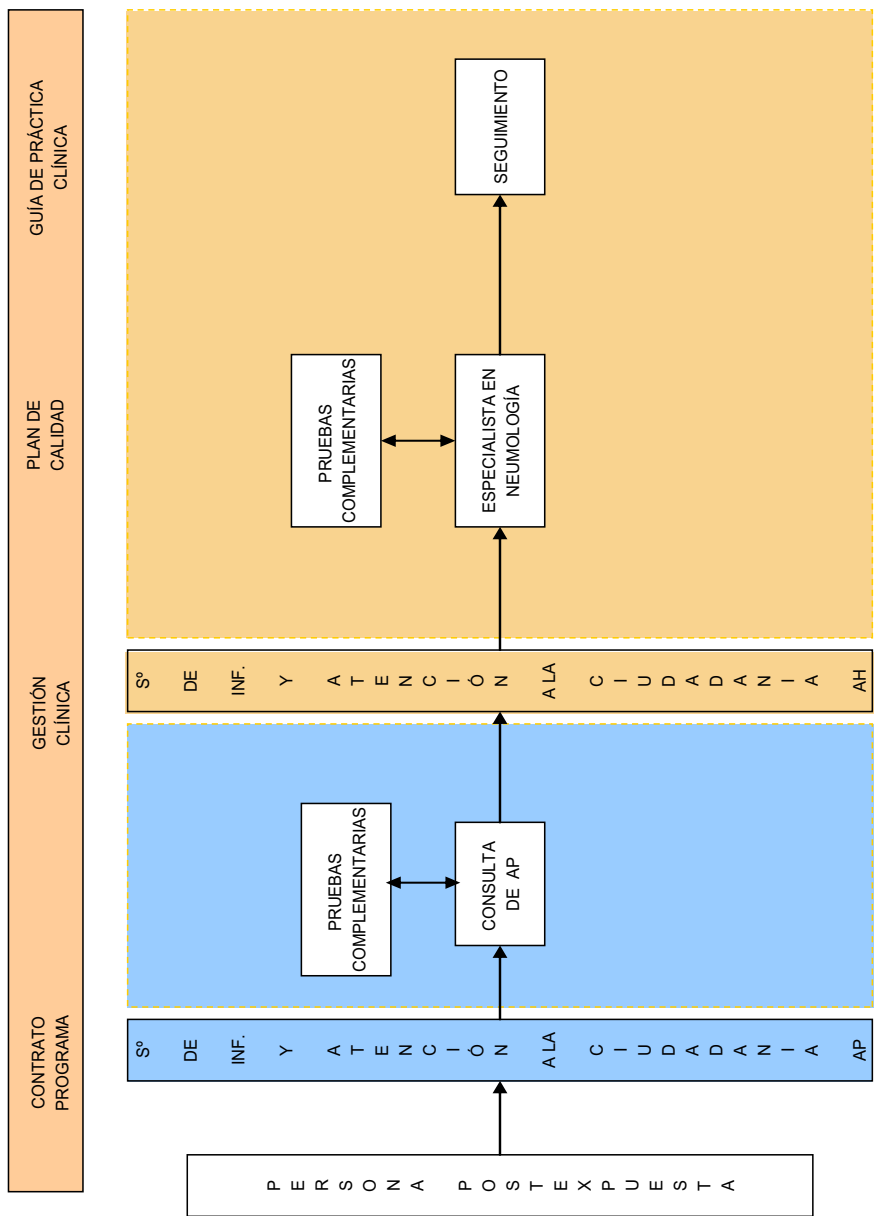 CONTRATO
PROGRAMA
GESTIÓN
CLÍNICA
PLAN DE
CALIDAD
GUÍA DE PRÁCTICA
CLÍNICA
PERSONA POSTEXPUESTA
Sº DE INF. Y ATENCIÓN A LA CIUDADANIA AP
PRUEBAS
COMPLEMENTARIAS
CONSULTA
DE AP
Sº DE INF. Y ATENCIÓN A LA CIUDADANIA AH
PRUEBAS
COMPLEMENTARIAS
ESPECIALISTA EN
NEUMOLOGÍA
SEGUIMIENTO